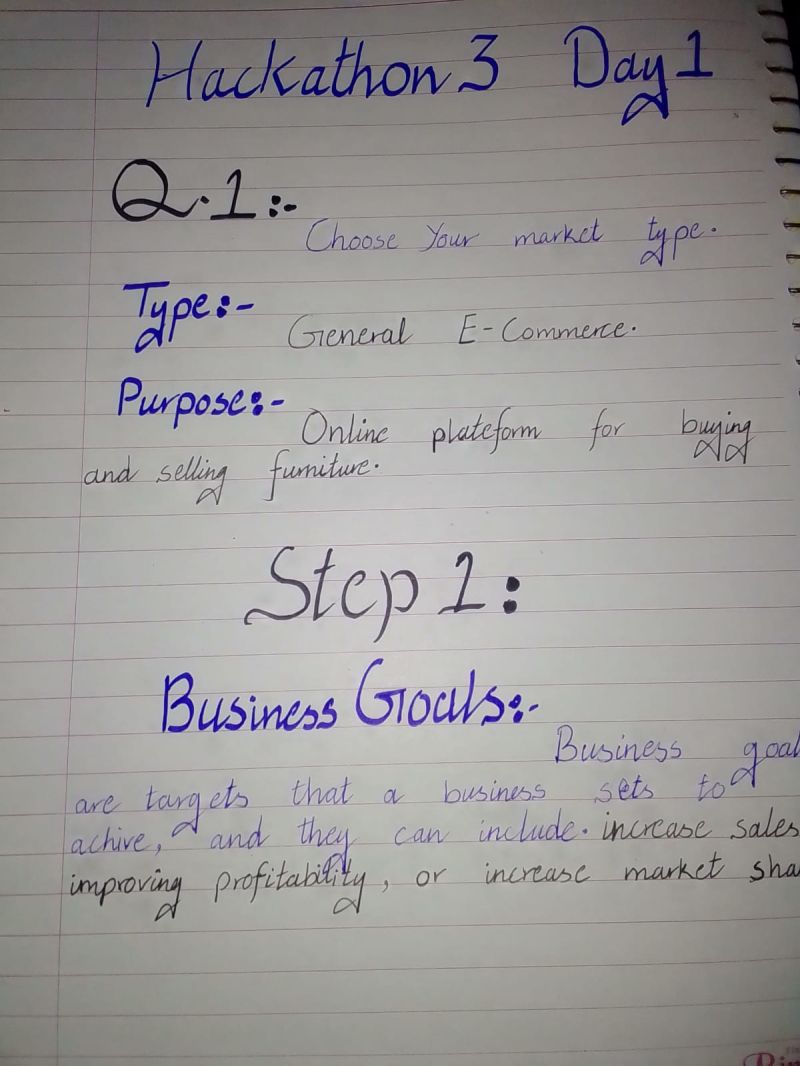 Hackathon 3 Day 1
Q.1:-
Choose Your market type.
Type:-
General E-Commerce.
Purpose:-
Online plateform for buying
and selling furniture.
Step 1:
Business Goals:-
Business goal
are targets that a business sets to
achive, and they can include. increase sales
improving profitability, or increase market sha